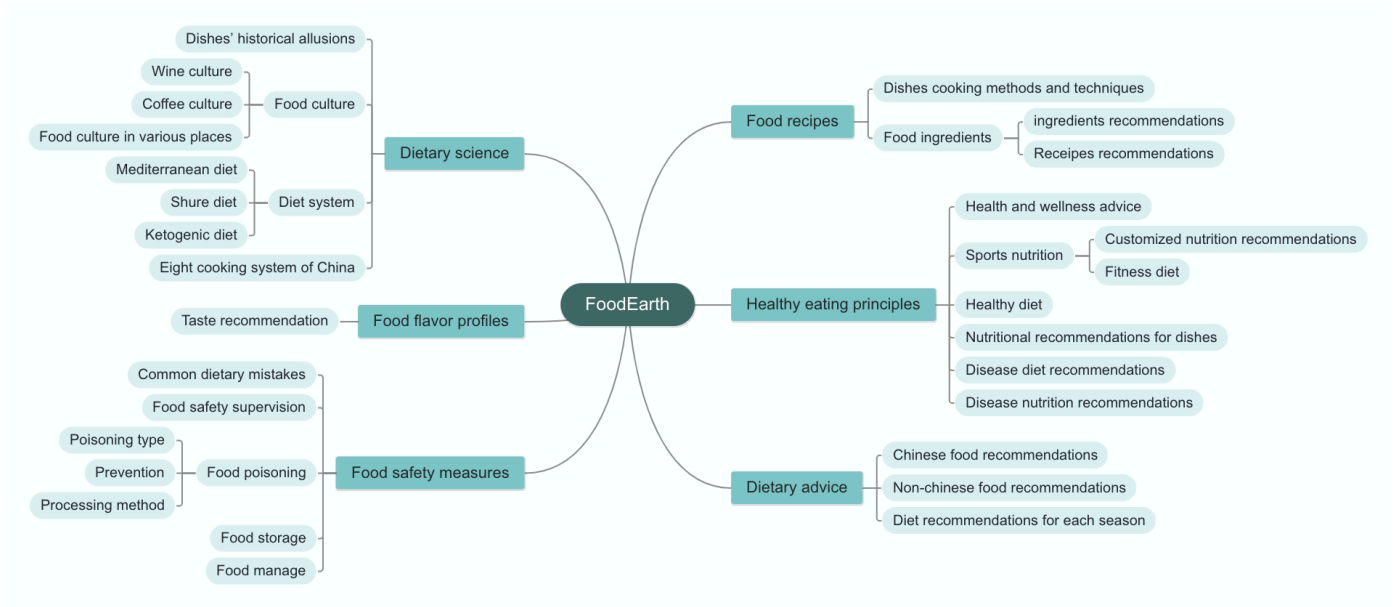 FoodEarth
Dietary science
Dishes’ historical allusions
Food culture
Wine culture
Coffee culture
Food culture in various places
Diet system
Mediterranean diet
Shure diet
Ketogenic diet
Eight cooking system of China
Food flavor profiles
Taste recommendation
Food safety measures
Common dietary mistakes
Food safety supervision
Food poisoning
Poisoning type
Prevention
Processing method
Food storage
Food manage
Food recipes
Dishes cooking methods and techniques
Food ingredients
ingredients recommendations
Receipes recommendations
Healthy eating principles
Health and wellness advice
Sports nutrition
Customized nutrition recommendations
Fitness diet
Healthy diet
Nutritional recommendations for dishes
Disease diet recommendations
Disease nutrition recommendations
Dietary advice
Chinese food recommendations
Non-chinese food recommendations
Diet recommendations for each season